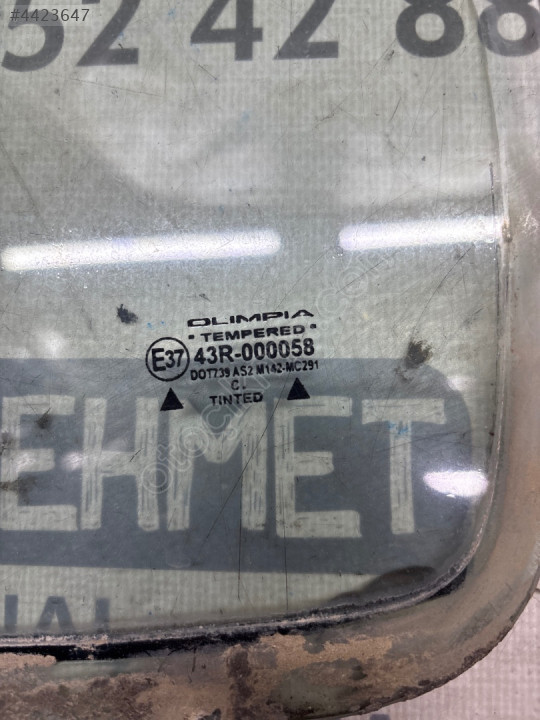 #4423647
52 42 88
OLIMPIA
"TEMPERED"
E37 43R-000058
DOT739 AS2 M142-MC291
C.
TINTED
EHMET